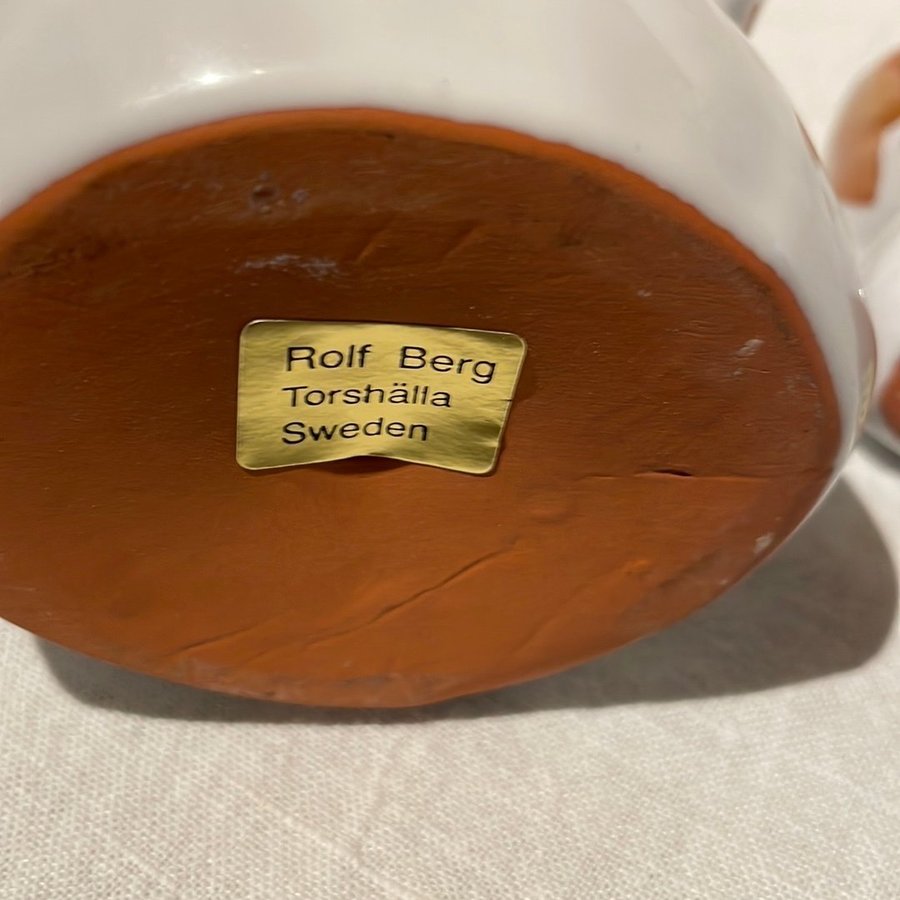 Rolf Berg
Torshälla
Sweden